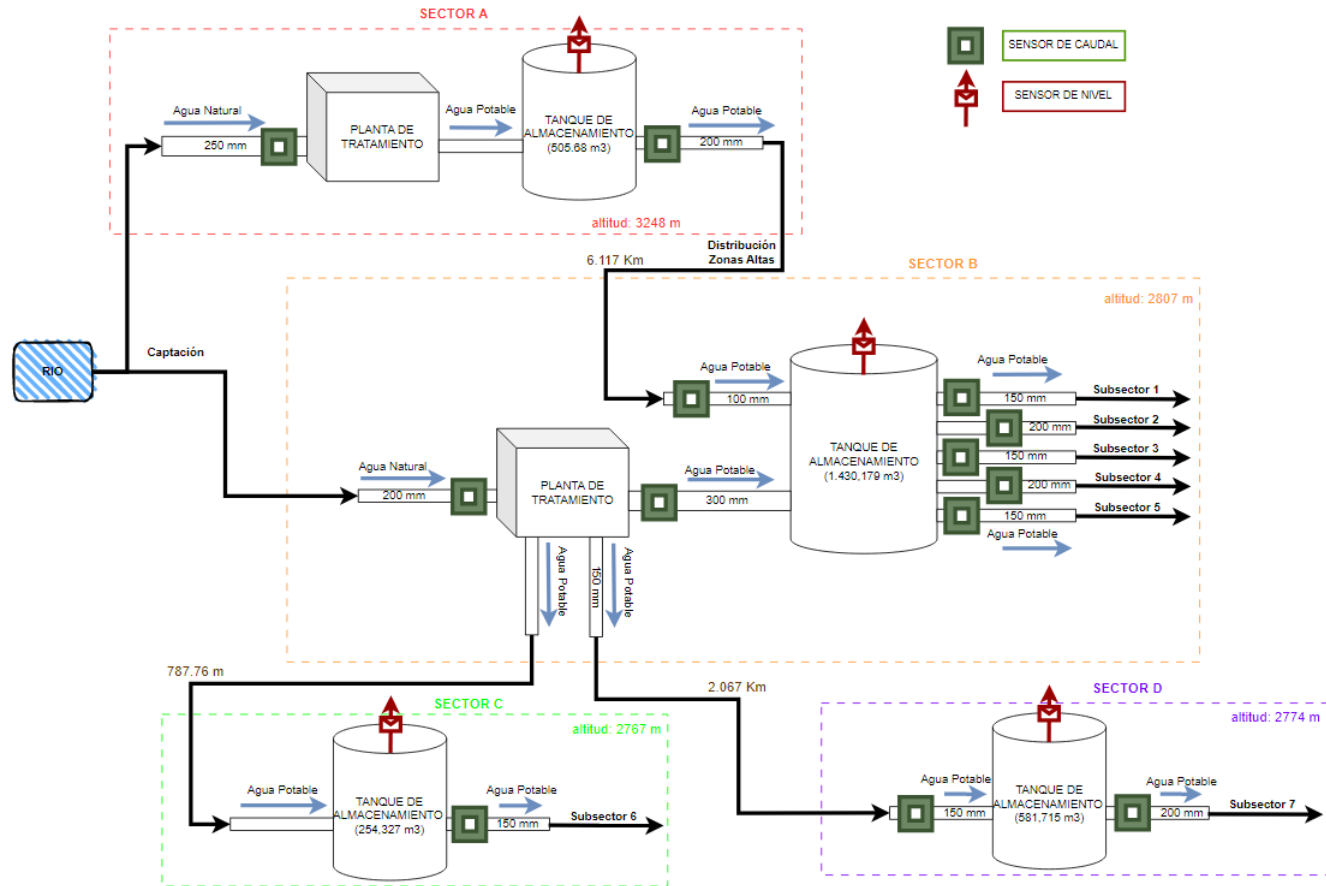 SECTOR A
SENSOR DE CAUDAL
SENSOR DE NIVEL
Agua Natural
250 mm
PLANTA DE
TRATAMIENTO
Agua Potable
TANQUE DE
ALMACENAMIENTO
(505.68 m3)
Agua Potable
200 mm
altitud: 3248 m
Distribución
Zonas Altas
6.117 Km
SECTOR B
altitud: 2807 m
RIO
Captación
Agua Potable
100 mm
Agua Natural
200 mm
PLANTA DE
TRATAMIENTO
Agua Potable
300 mm
TANQUE DE
ALMACENAMIENTO
(1.430,179 m3)
Agua Potable
150 mm
Subsector 1
200 mm
Subsector 2
150 mm
Subsector 3
200 mm
Subsector 4
150 mm
Subsector 5
Agua Potable
Agua Potable
150 mm
Agua Potable
787.76 m
2.067 Km
SECTOR C
altitud: 2767 m
Agua Potable
TANQUE DE
ALMACENAMIENTO
(254,327 m3)
Agua Potable
150 mm
Subsector 6
SECTOR D
altitud: 2774 m
Agua Potable
150 mm
TANQUE DE
ALMACENAMIENTO
(581,715 m3)
Agua Potable
200 mm
Subsector 7